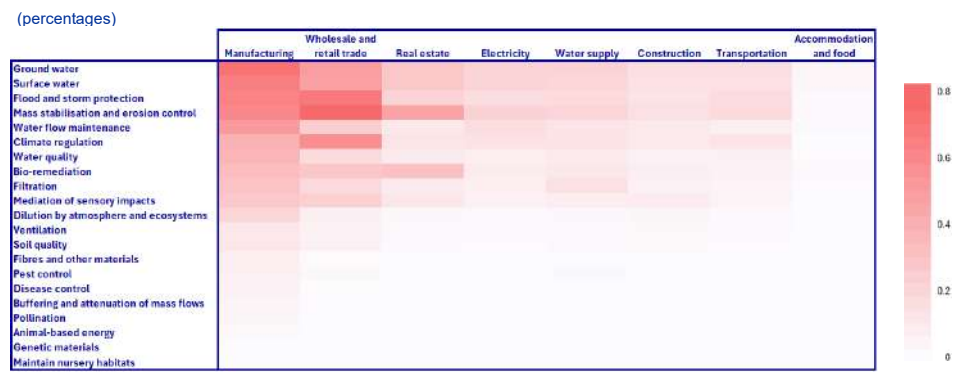 (percentages)
Wholesale and Accommodation
Manufacturing retail trade Real estate Electricity Water supply Construction Transportation and food
Ground water
Surface water
Flood and storm protection
Mass stabilisation and erosion control
Water flow maintenance
Climate regulation
Water quality
Bio-remediation
Filtration
Mediation of sensory impacts
Dilution by atmosphere and ecosystems
Ventilation
Soil quality
Fibres and other materials
Pest control
Disease control
Buffering and attenuation of mass flows
Pollination
Animal-based energy
Genetic materials
Maintain nursery habitats
0.8
0.6
0.4
0.2
0